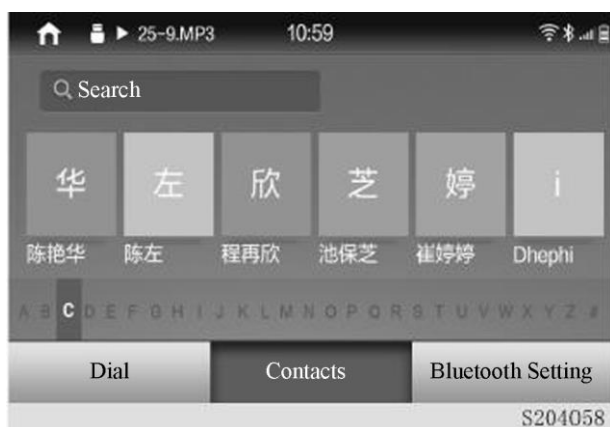 25-9.MP3 10:59
Search
华 左 欣 芝 婷 i
陈艳华 陈左 程再欣 池保芝 崔婷婷 Dhephi
A B C D E F G H I J K L M N O P Q R S T U V W X Y Z #
Dial Contacts Bluetooth Setting
S204058